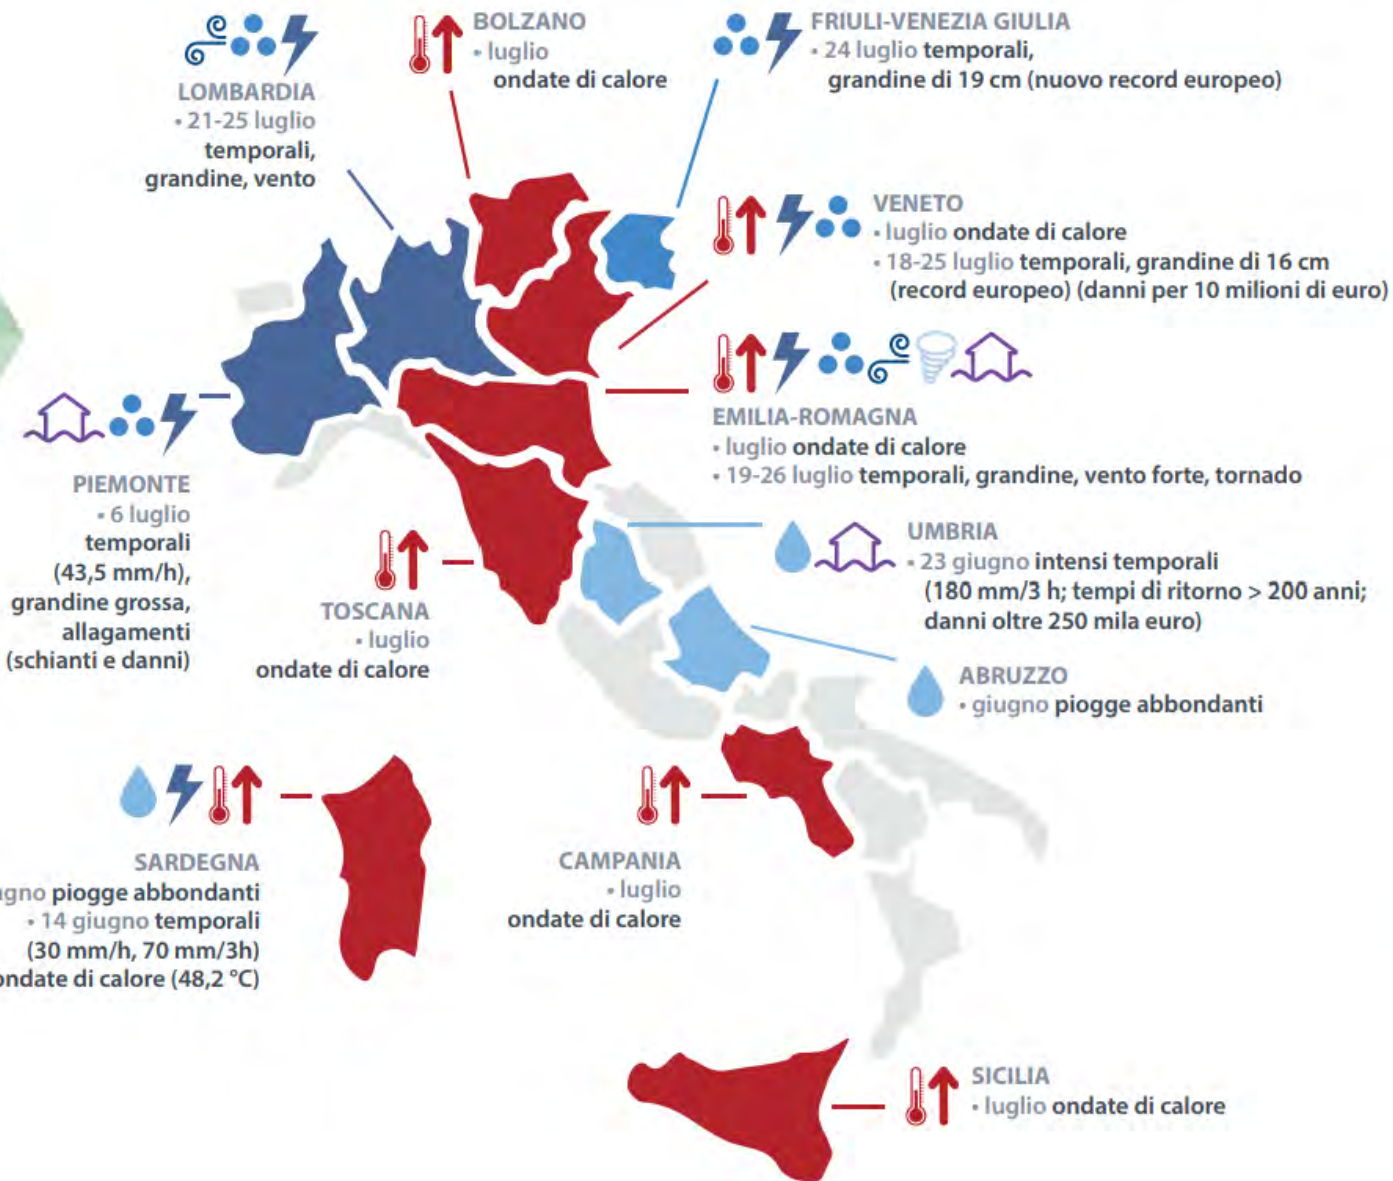 LOMBARDIA
• 21-25 luglio
temporali,
grandine, vento
BOLZANO
• luglio
ondate di calore
FRIULI-VENEZIA GIULIA
• 24 luglio temporali,
grandine di 19 cm (nuovo record europeo)
VENETO
• luglio ondate di calore
• 18-25 luglio temporali, grandine di 16 cm
(record europeo) (danni per 10 milioni di euro)
EMILIA-ROMAGNA
• luglio ondate di calore
• 19-26 luglio temporali, grandine, vento forte, tornado
PIEMONTE
• 6 luglio
temporali
(43,5 mm/h),
grandine grossa,
allagamenti
(schianti e danni)
TOSCANA
• luglio
ondate di calore
UMBRIA
• 23 giugno intensi temporali
(180 mm/3 h; tempi di ritorno > 200 anni;
danni oltre 250 mila euro)
ABRUZZO
• giugno piogge abbondanti
SARDEGNA
piogge abbondanti
• 14 giugno temporali
(30 mm/h, 70 mm/3h)
ondate di calore (48,2 °C)
CAMPANIA
• luglio
ondate di calore
SICILIA
• luglio ondate di calore